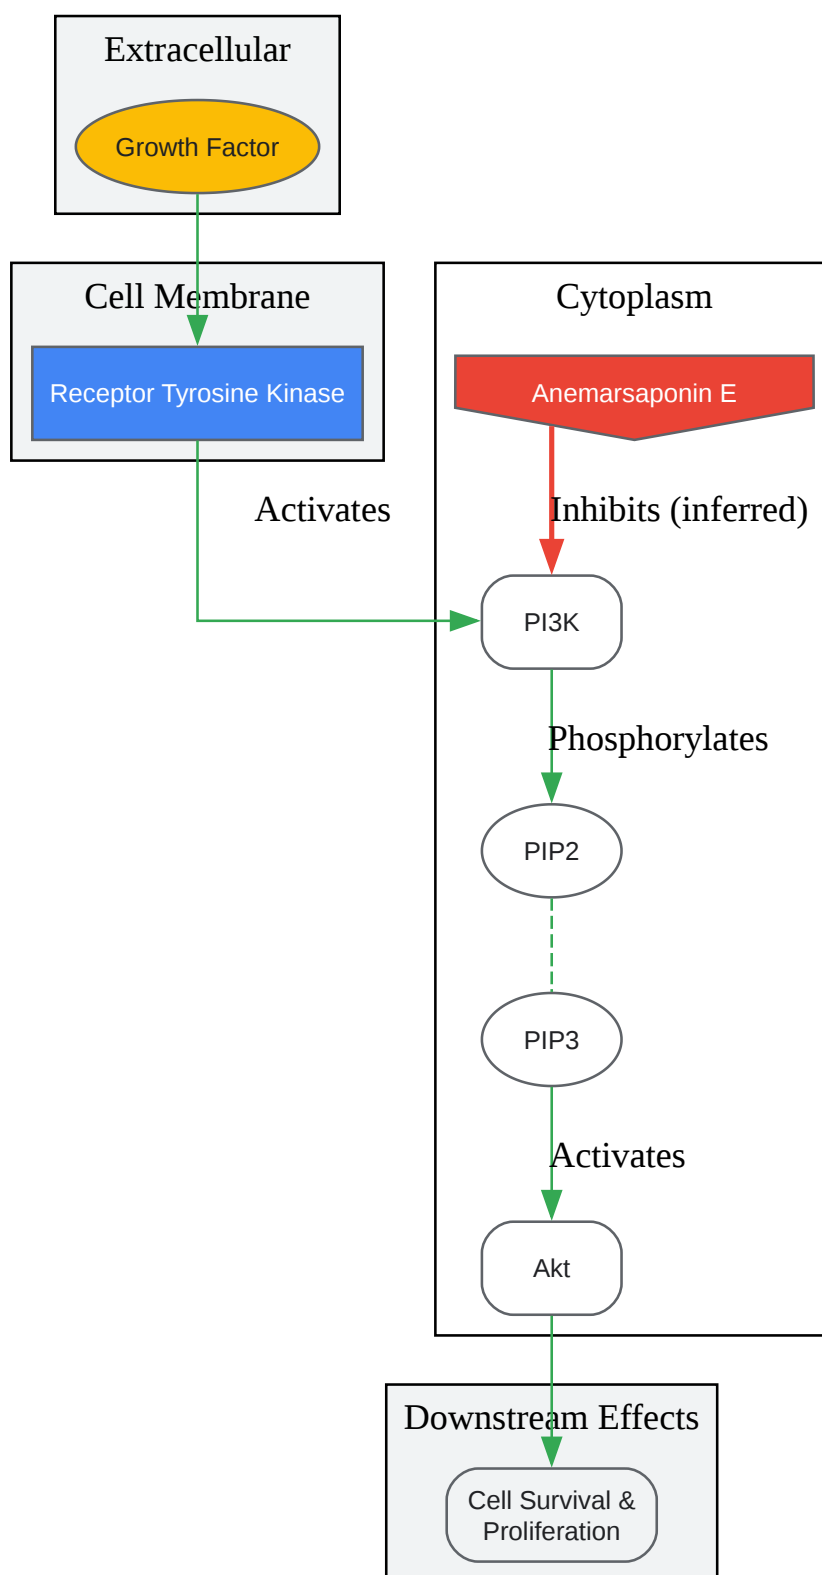 Extracellular
Growth Factor
Cell Membrane
Receptor Tyrosine Kinase
Activates
Cytoplasm
Anemarsaponin E
Inhibits (inferred)
PI3K
Phosphorylates
PIP2
PIP3
Activates
Akt
Downstream Effects
Cell Survival &
Proliferation